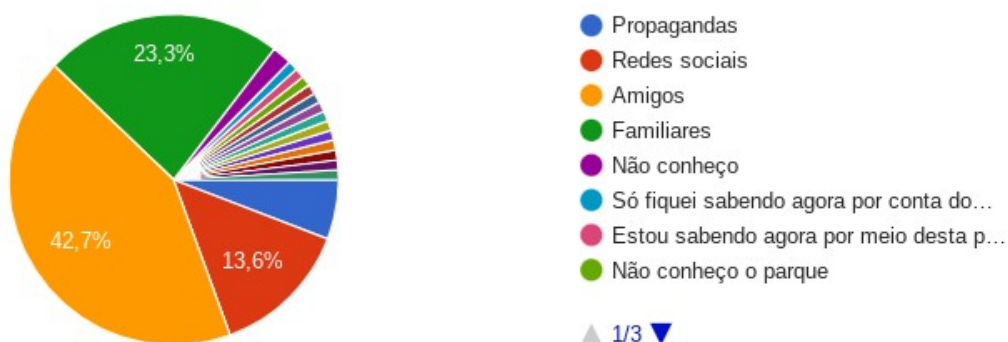 23,3%
42,7%
13,6%
Propagandas
Redes sociais
Amigos
Familiares
Não conheço
Só fiquei sabendo agora por conta do…
Estou sabendo agora por meio desta p…
Não conheço o parque
1/3